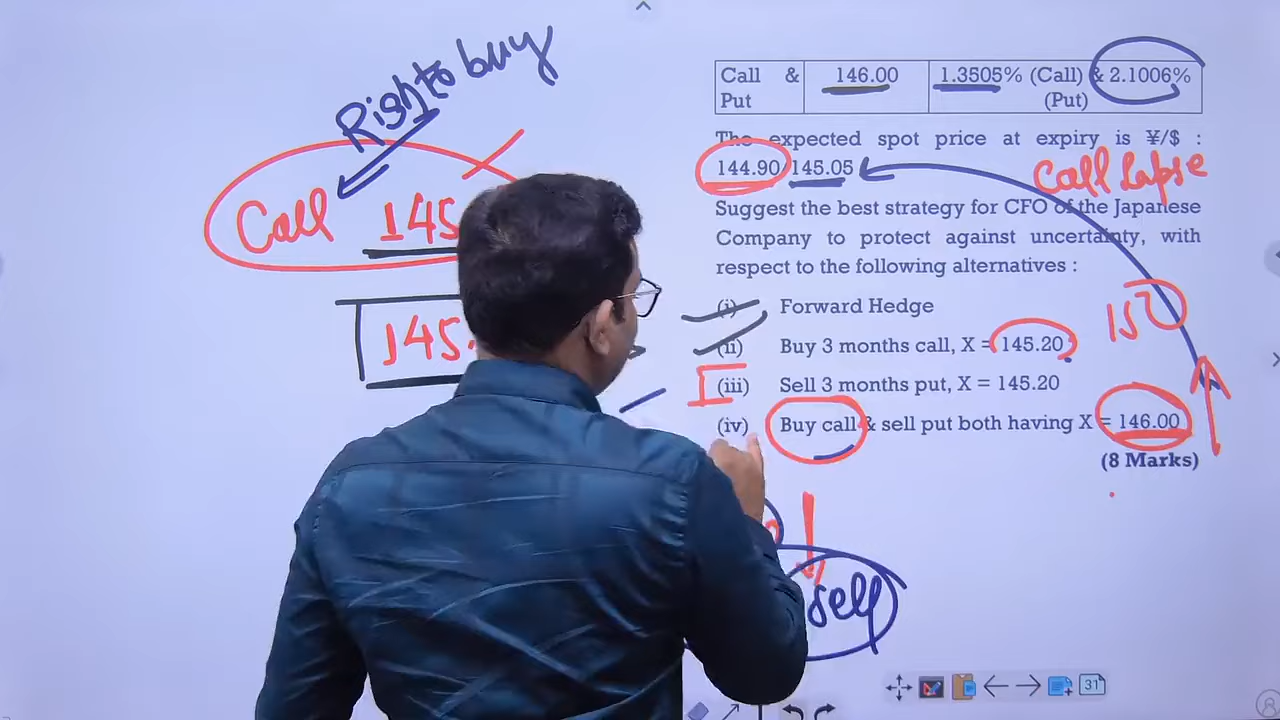 Right to buy
Call 145
145.
Call & 146.00 1.3505% (Call) & 2.1006%
Put (Put)
The expected spot price at expiry is ¥/$ :
144.90 145.05
Call Lapse
Suggest the best strategy for CFO of the Japanese
Company to protect against uncertainty, with
respect to the following alternatives :
(i) Forward Hedge
(ii) Buy 3 months call, X = 145.20
(iii) Sell 3 months put, X = 145.20
(iv) Buy call & sell put both having X = 146.00
(8 Marks)
sell
31